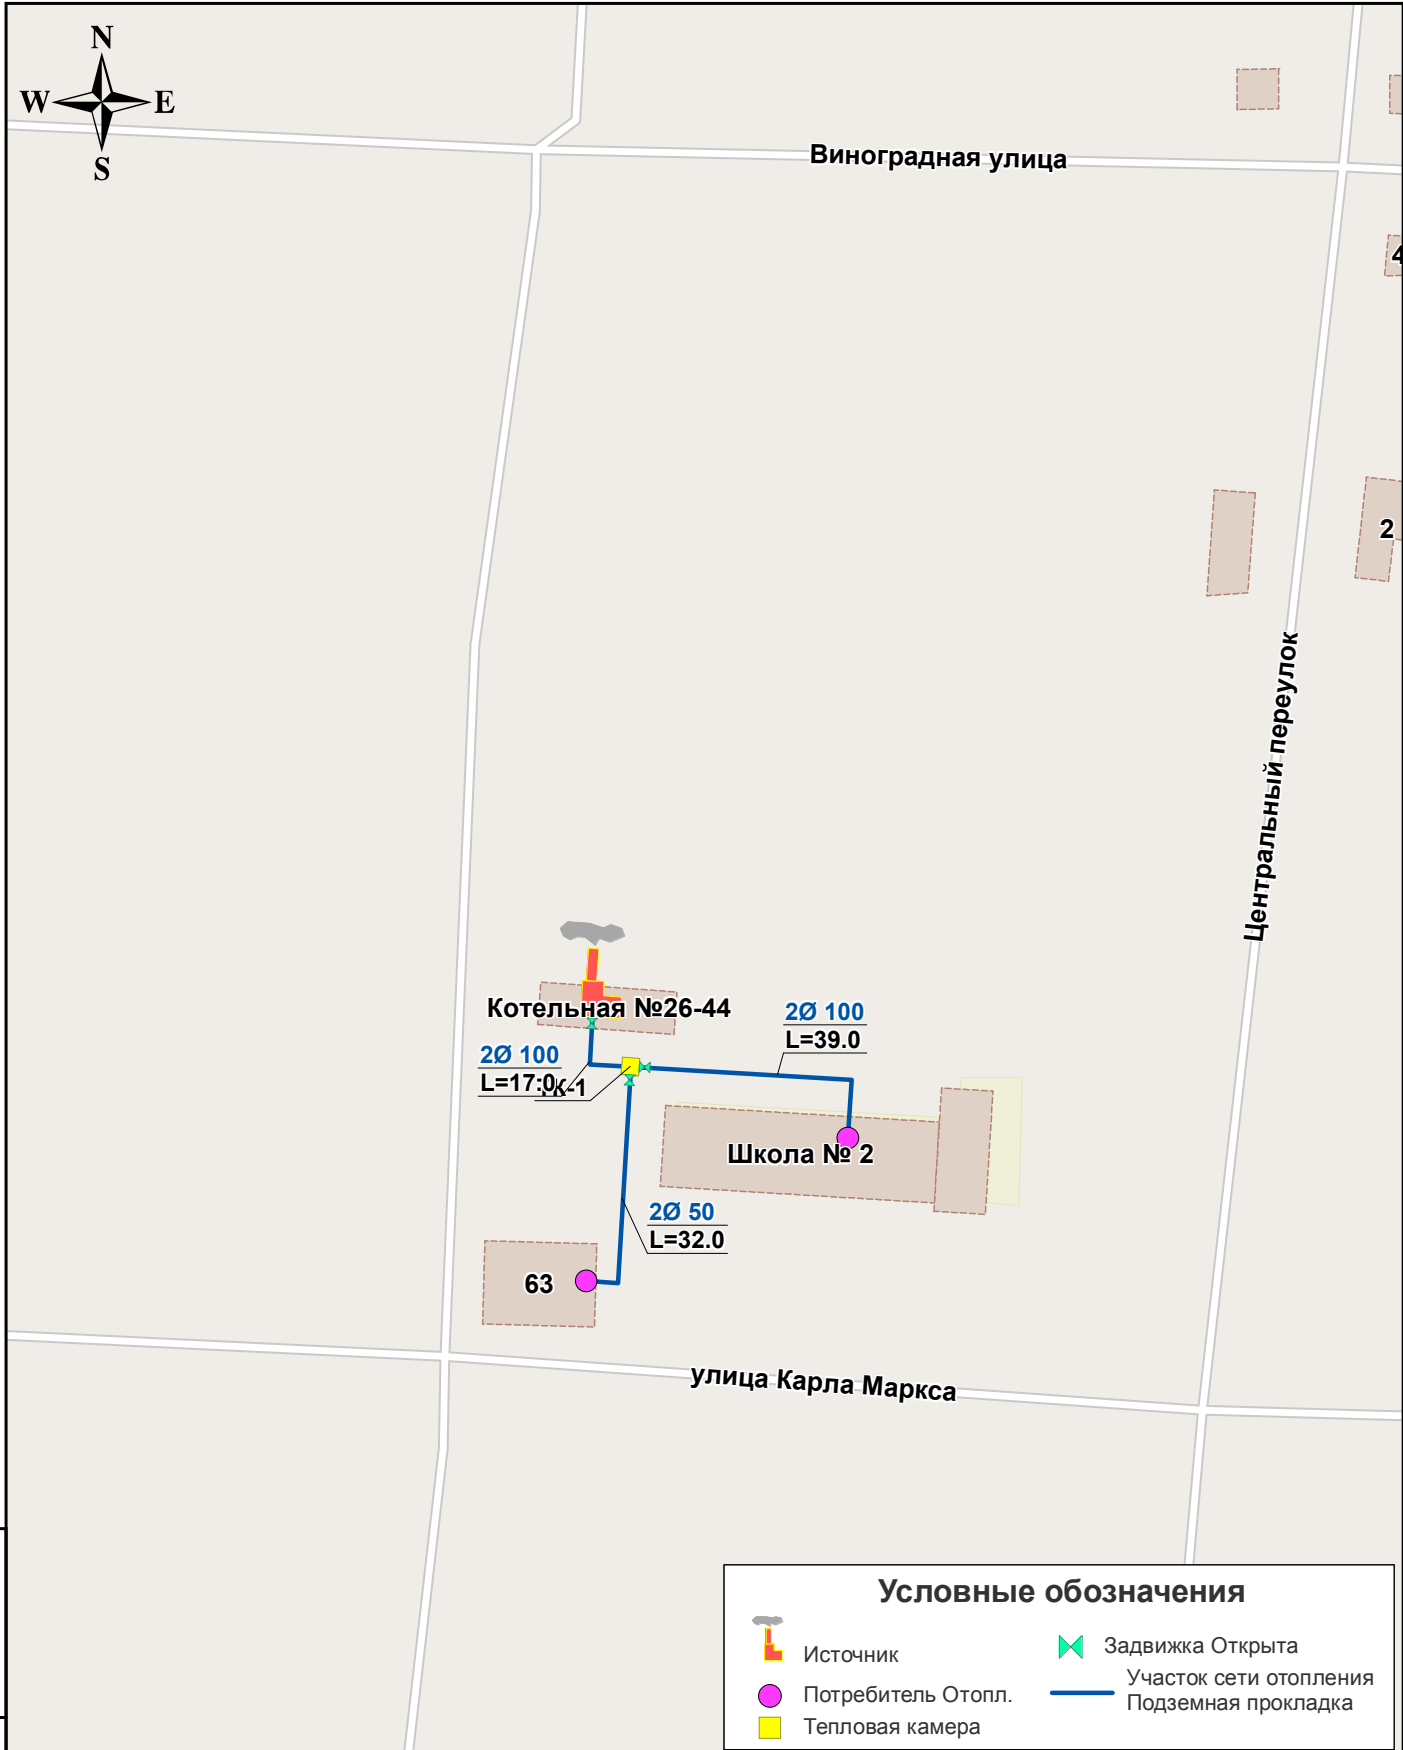 N
W E
S
Виноградная улица
4
2
Центральный переулок
Котельная №26-44
2Ø 100
L=39.0
2Ø 100
L=17.0
ТК-1
Школа № 2
2Ø 50
L=32.0
63
улица Карла Маркса
Условные обозначения
Источник
Задвижка Открыта
Потребитель Отопл.
Участок сети отопления
Подземная прокладка
Тепловая камера